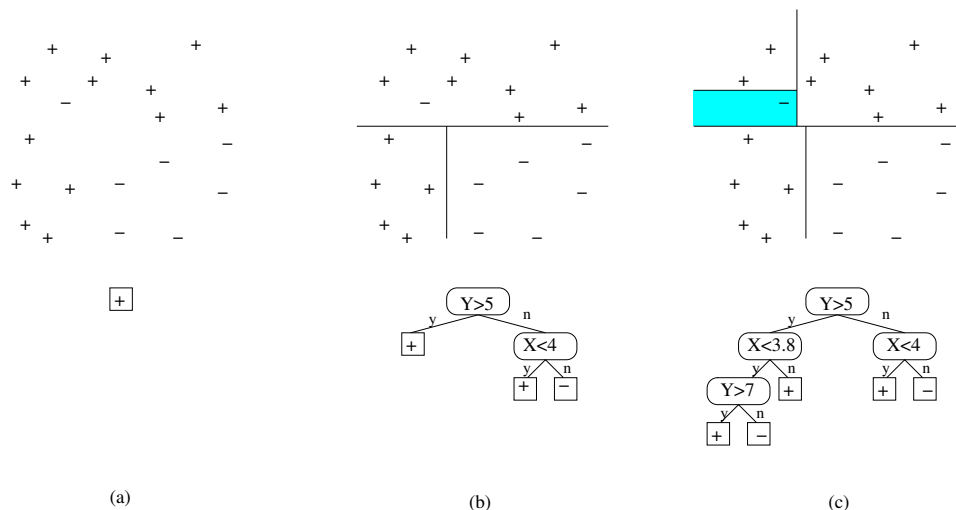 +
Y>5
y n
+ X<4
y n
+ −
Y>5
y n
X<3.8 X<4
y n y n
Y>7 + + −
y n
+ −
(a) (b) (c)